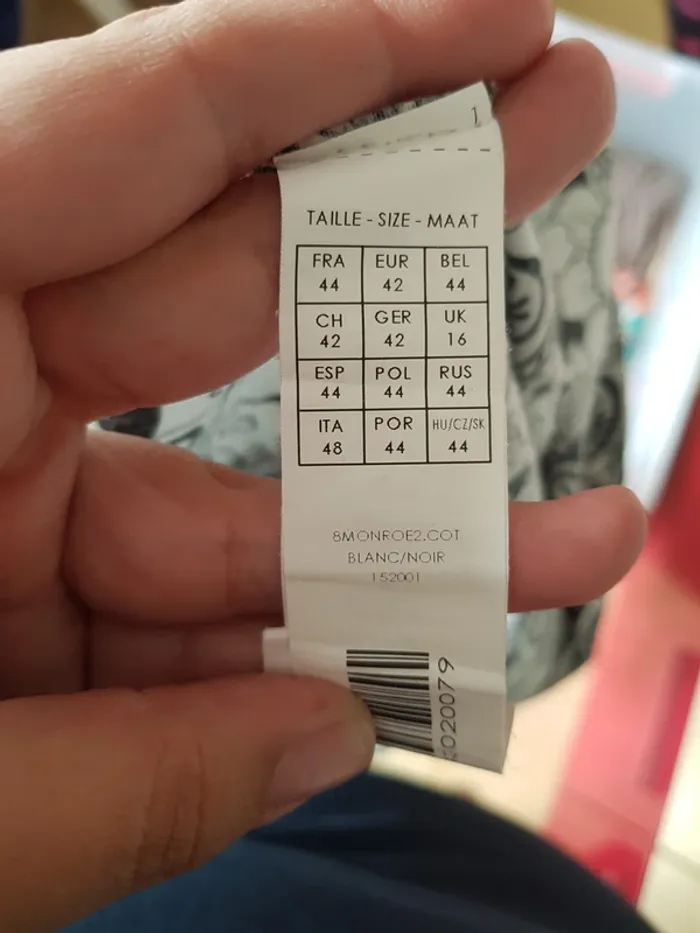 1
TAILLE - SIZE - MAAT
FRA EUR BEL
44 42 44
CH GER UK
42 42 16
ESP POL RUS
44 44 44
ITA POR HU/CZ/SK
48 44 44
8MONROE2.COT
BLANC/NOIR
152001
020079